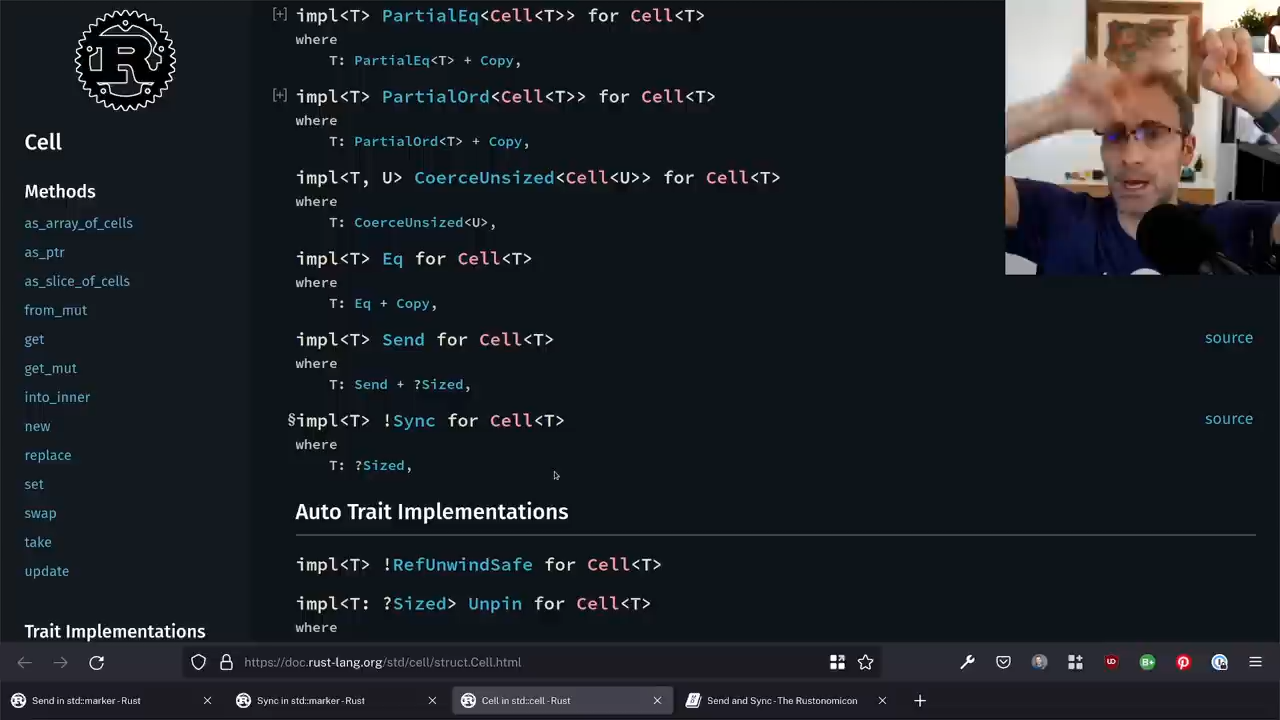 Cell
Methods
as_array_of_cells
as_ptr
as_slice_of_cells
from_mut
get
get_mut
into_inner
new
replace
set
swap
take
update
Trait Implementations
[+] impl<T> PartialEq<Cell<T>> for Cell<T>
where
T: PartialEq<T> + Copy,
[+] impl<T> PartialOrd<Cell<T>> for Cell<T>
where
T: PartialOrd<T> + Copy,
impl<T, U> CoerceUnsized<Cell<U>> for Cell<T>
where
T: CoerceUnsized<U>,
impl<T> Eq for Cell<T>
where
T: Eq + Copy,
impl<T> Send for Cell<T> source
where
T: Send + ?Sized,
§impl<T> !Sync for Cell<T> source
where
T: ?Sized,
Auto Trait Implementations
impl<T> !RefUnwindSafe for Cell<T>
impl<T: ?Sized> Unpin for Cell<T>
where
https://doc.rust-lang.org/std/cell/struct.Cell.html
Send in std::marker - Rust
Sync in std::marker - Rust
Cell in std::cell - Rust
Send and Sync - The Rustonomicon